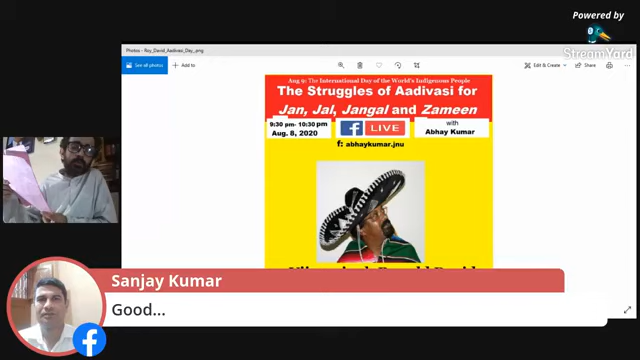 Powered by
StreamYard
Photos - Roy_David_Aadivasi_Day_png
See all photos
Add to
Edit & Create
Share
Aug 9: The International Day of the World's Indigenous People
The Struggles of Aadivasi for
Jan, Jal, Jangal and Zameen
9:30 pm- 10:30 pm
Aug. 8, 2020
f LIVE
with
Abhay Kumar
f: abhaykumar.jnu
Sanjay Kumar
Good...
f